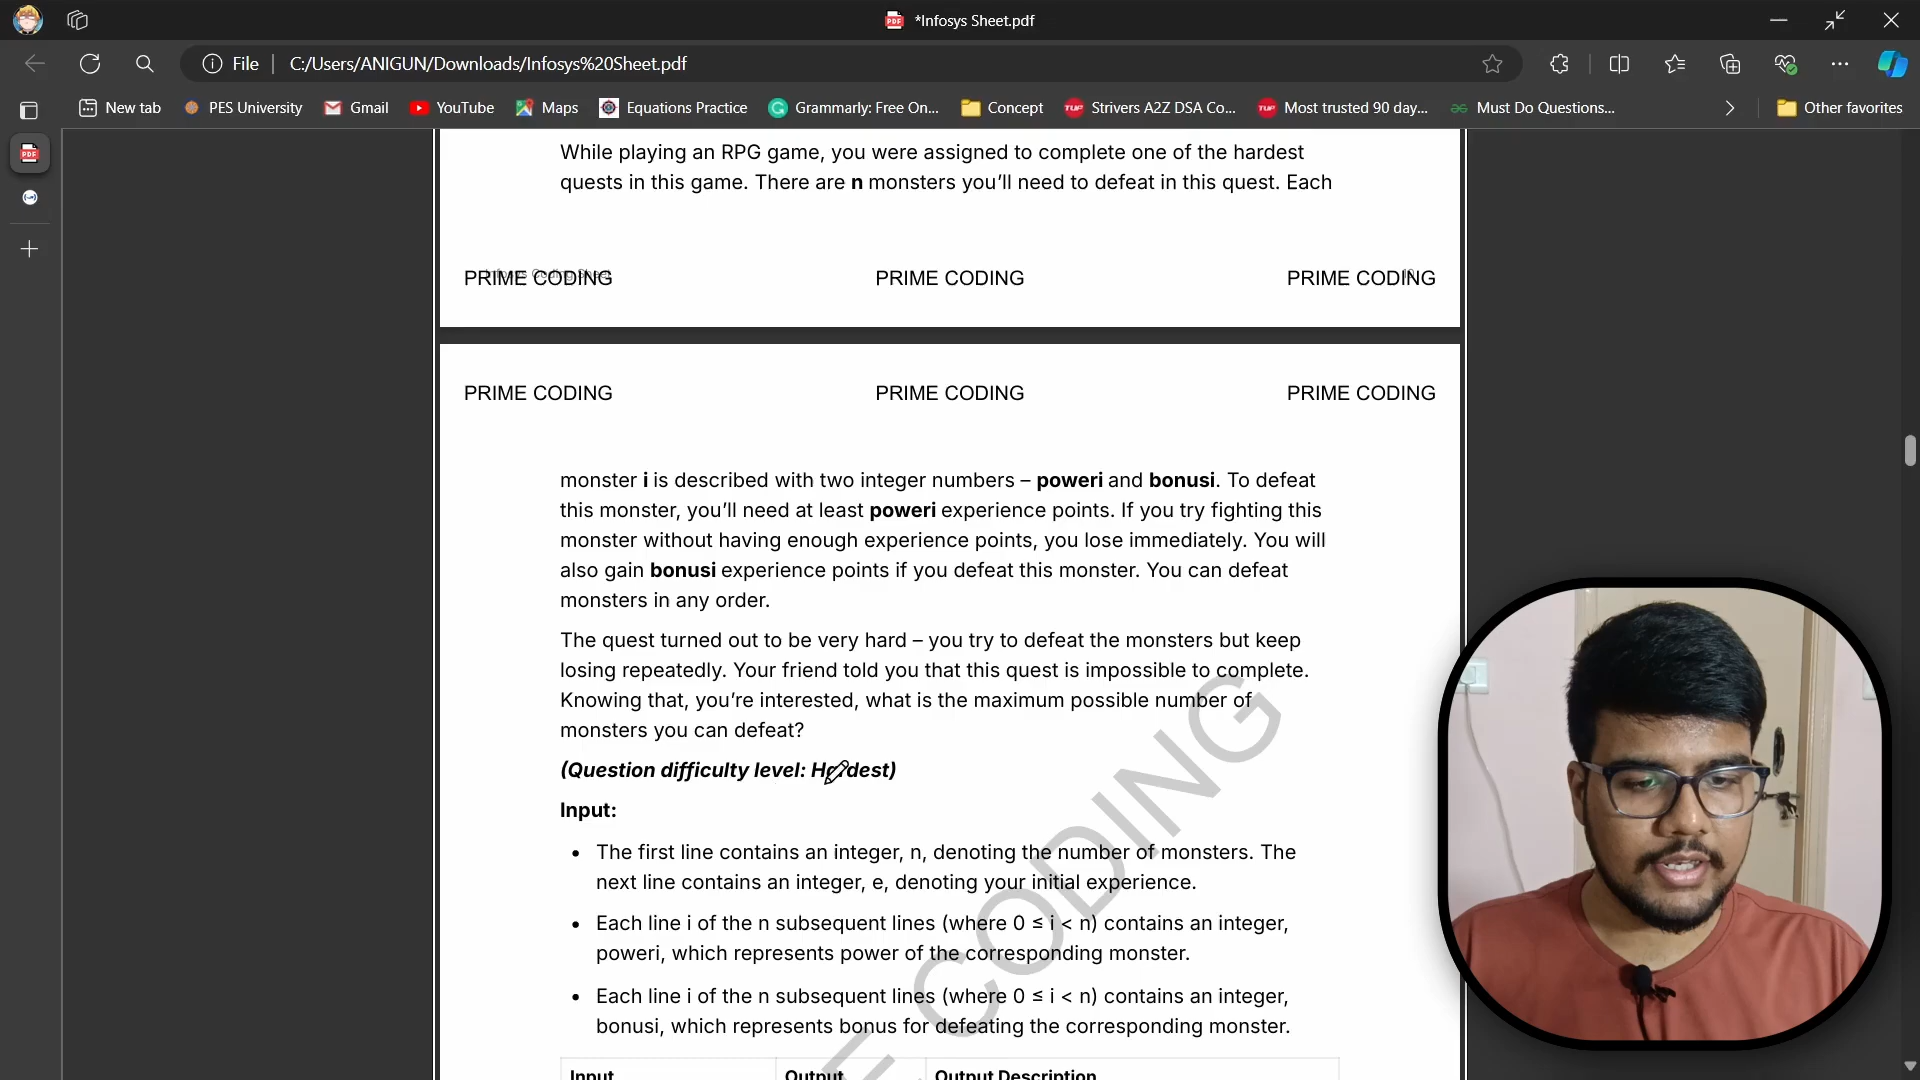 *Infosys Sheet.pdf
File
C:/Users/ANIGUN/Downloads/Infosys%20Sheet.pdf
New tab
PES University
Gmail
YouTube
Maps
Equations Practice
Grammarly: Free On...
Concept
Strivers A2Z DSA Co...
Most trusted 90 day...
Must Do Questions...
Other favorites
While playing an RPG game, you were assigned to complete one of the hardest
quests in this game. There are n monsters you’ll need to defeat in this quest. Each
Infosys Coding Sheet
PRIME CODING PRIME CODING PRIME CODING
PRIME CODING PRIME CODING PRIME CODING
monster i is described with two integer numbers – poweri and bonusi. To defeat
this monster, you’ll need at least poweri experience points. If you try fighting this
monster without having enough experience points, you lose immediately. You will
also gain bonusi experience points if you defeat this monster. You can defeat
monsters in any order.
The quest turned out to be very hard – you try to defeat the monsters but keep
losing repeatedly. Your friend told you that this quest is impossible to complete.
Knowing that, you’re interested, what is the maximum possible number of
monsters you can defeat?
(Question difficulty level: Hardest)
Input:
• The first line contains an integer, n, denoting the number of monsters. The
next line contains an integer, e, denoting your initial experience.
• Each line i of the n subsequent lines (where 0 ≤ i < n) contains an integer,
poweri, which represents power of the corresponding monster.
• Each line i of the n subsequent lines (where 0 ≤ i < n) contains an integer,
bonusi, which represents bonus for defeating the corresponding monster.
Input Output Output Description
E CODING